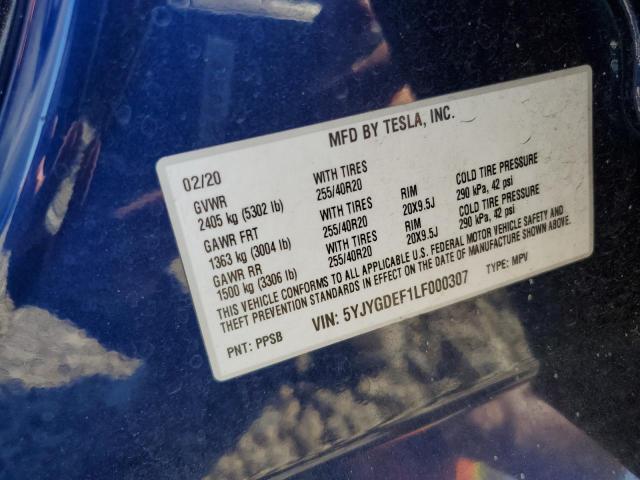 MFD BY TESLA, INC.
02/20
GVWR WITH TIRES RIM COLD TIRE PRESSURE
2405 kg (5302 lb) 255/40R20 20X9.5J 290 kPa, 42 psi
GAWR FRT WITH TIRES RIM COLD TIRE PRESSURE
1363 kg (3004 lb) 255/40R20 20X9.5J 290 kPa, 42 psi
GAWR RR WITH TIRES
1500 kg (3306 lb) 255/40R20
THIS VEHICLE CONFORMS TO ALL APPLICABLE U.S. FEDERAL MOTOR VEHICLE SAFETY AND
THEFT PREVENTION STANDARDS IN EFFECT ON THE DATE OF MANUFACTURE SHOWN ABOVE.
PNT: PPSB VIN: 5YJYGDEF1LF000307 TYPE: MPV